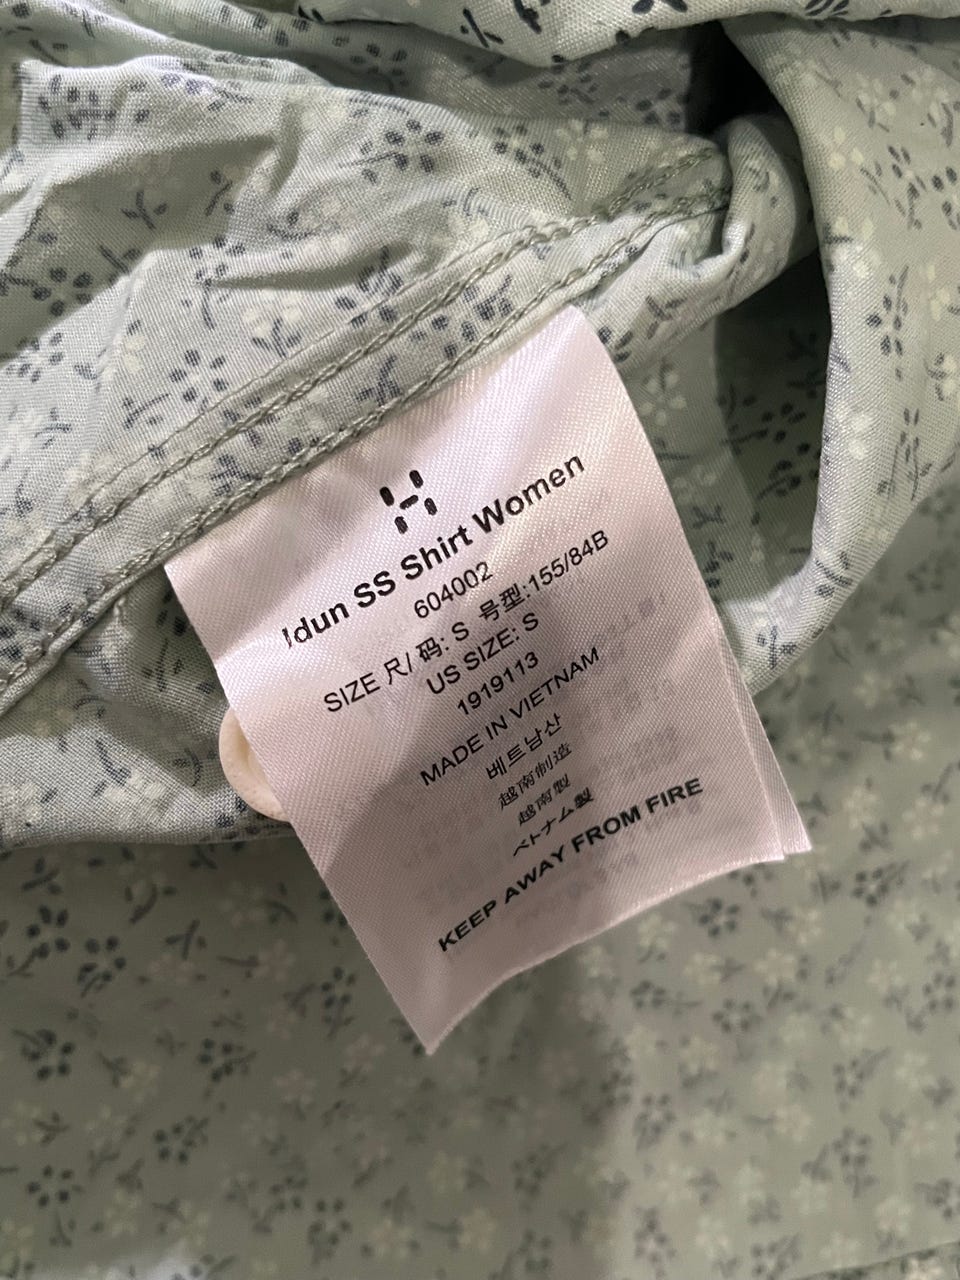 Idun SS Shirt Women
604002
SIZE 尺/ 码: S 号型:155/84B
US SIZE: S
1919113
MADE IN VIETNAM
베트남산
越南制造
越南製
ベトナム製
KEEP AWAY FROM FIRE